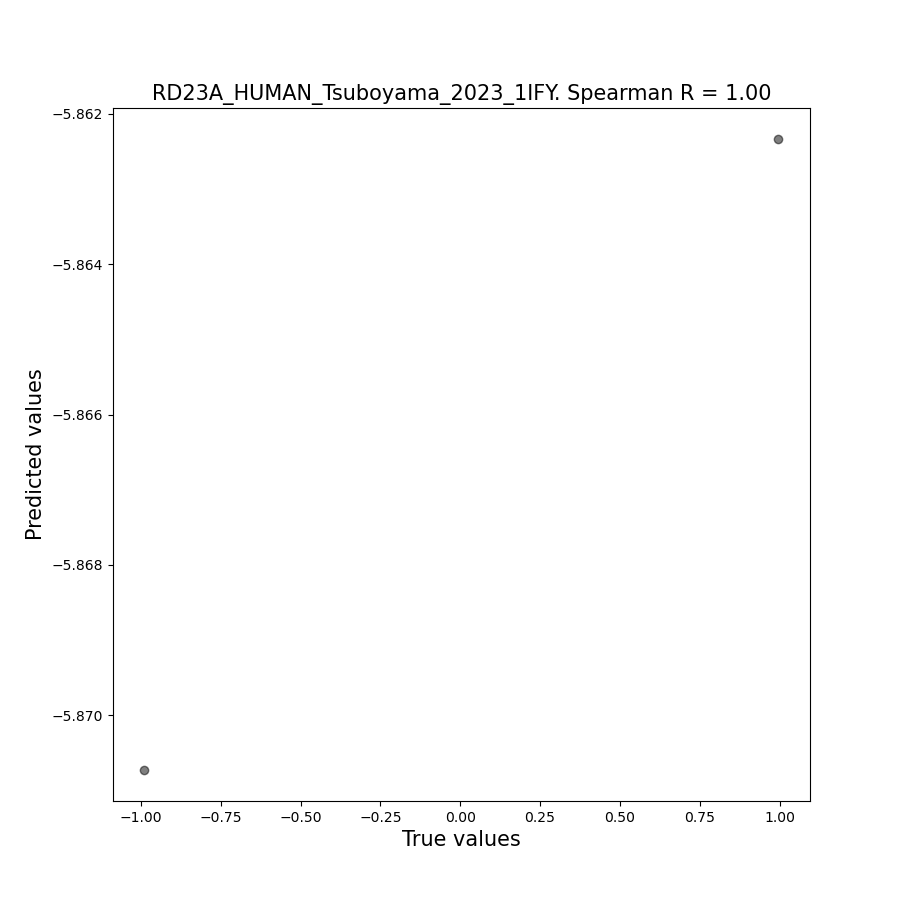 RD23A_HUMAN_Tsuboyama_2023_1IFY. Spearman R = 1.00
−5.862
−5.864
−5.866
−5.868
−5.870
Predicted values
−1.00 −0.75 −0.50 −0.25 0.00 0.25 0.50 0.75 1.00
True values